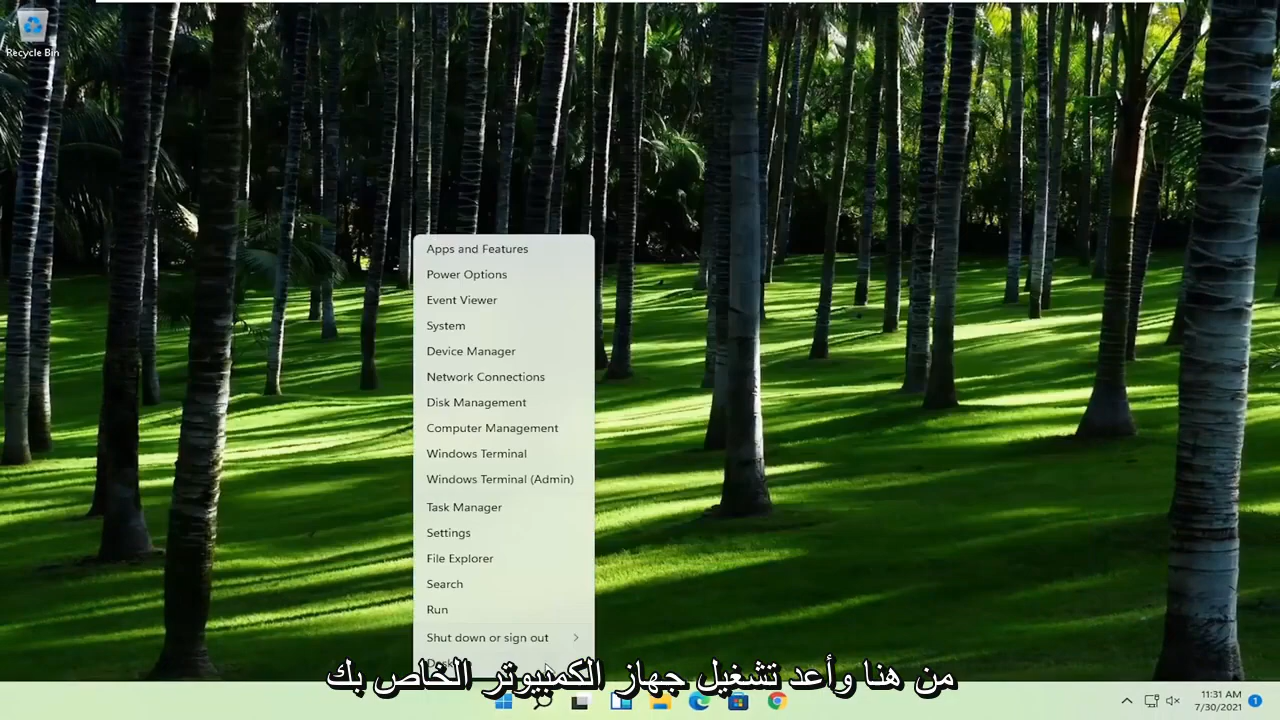 Recycle Bin
Apps and Features
Power Options
Event Viewer
System
Device Manager
Network Connections
Disk Management
Computer Management
Windows Terminal
Windows Terminal (Admin)
Task Manager
Settings
File Explorer
Search
Run
Shut down or sign out
من هنا وأعد تشغيل جهاز الكمبيوتر الخاص بك
11:31 AM
7/30/2021
1